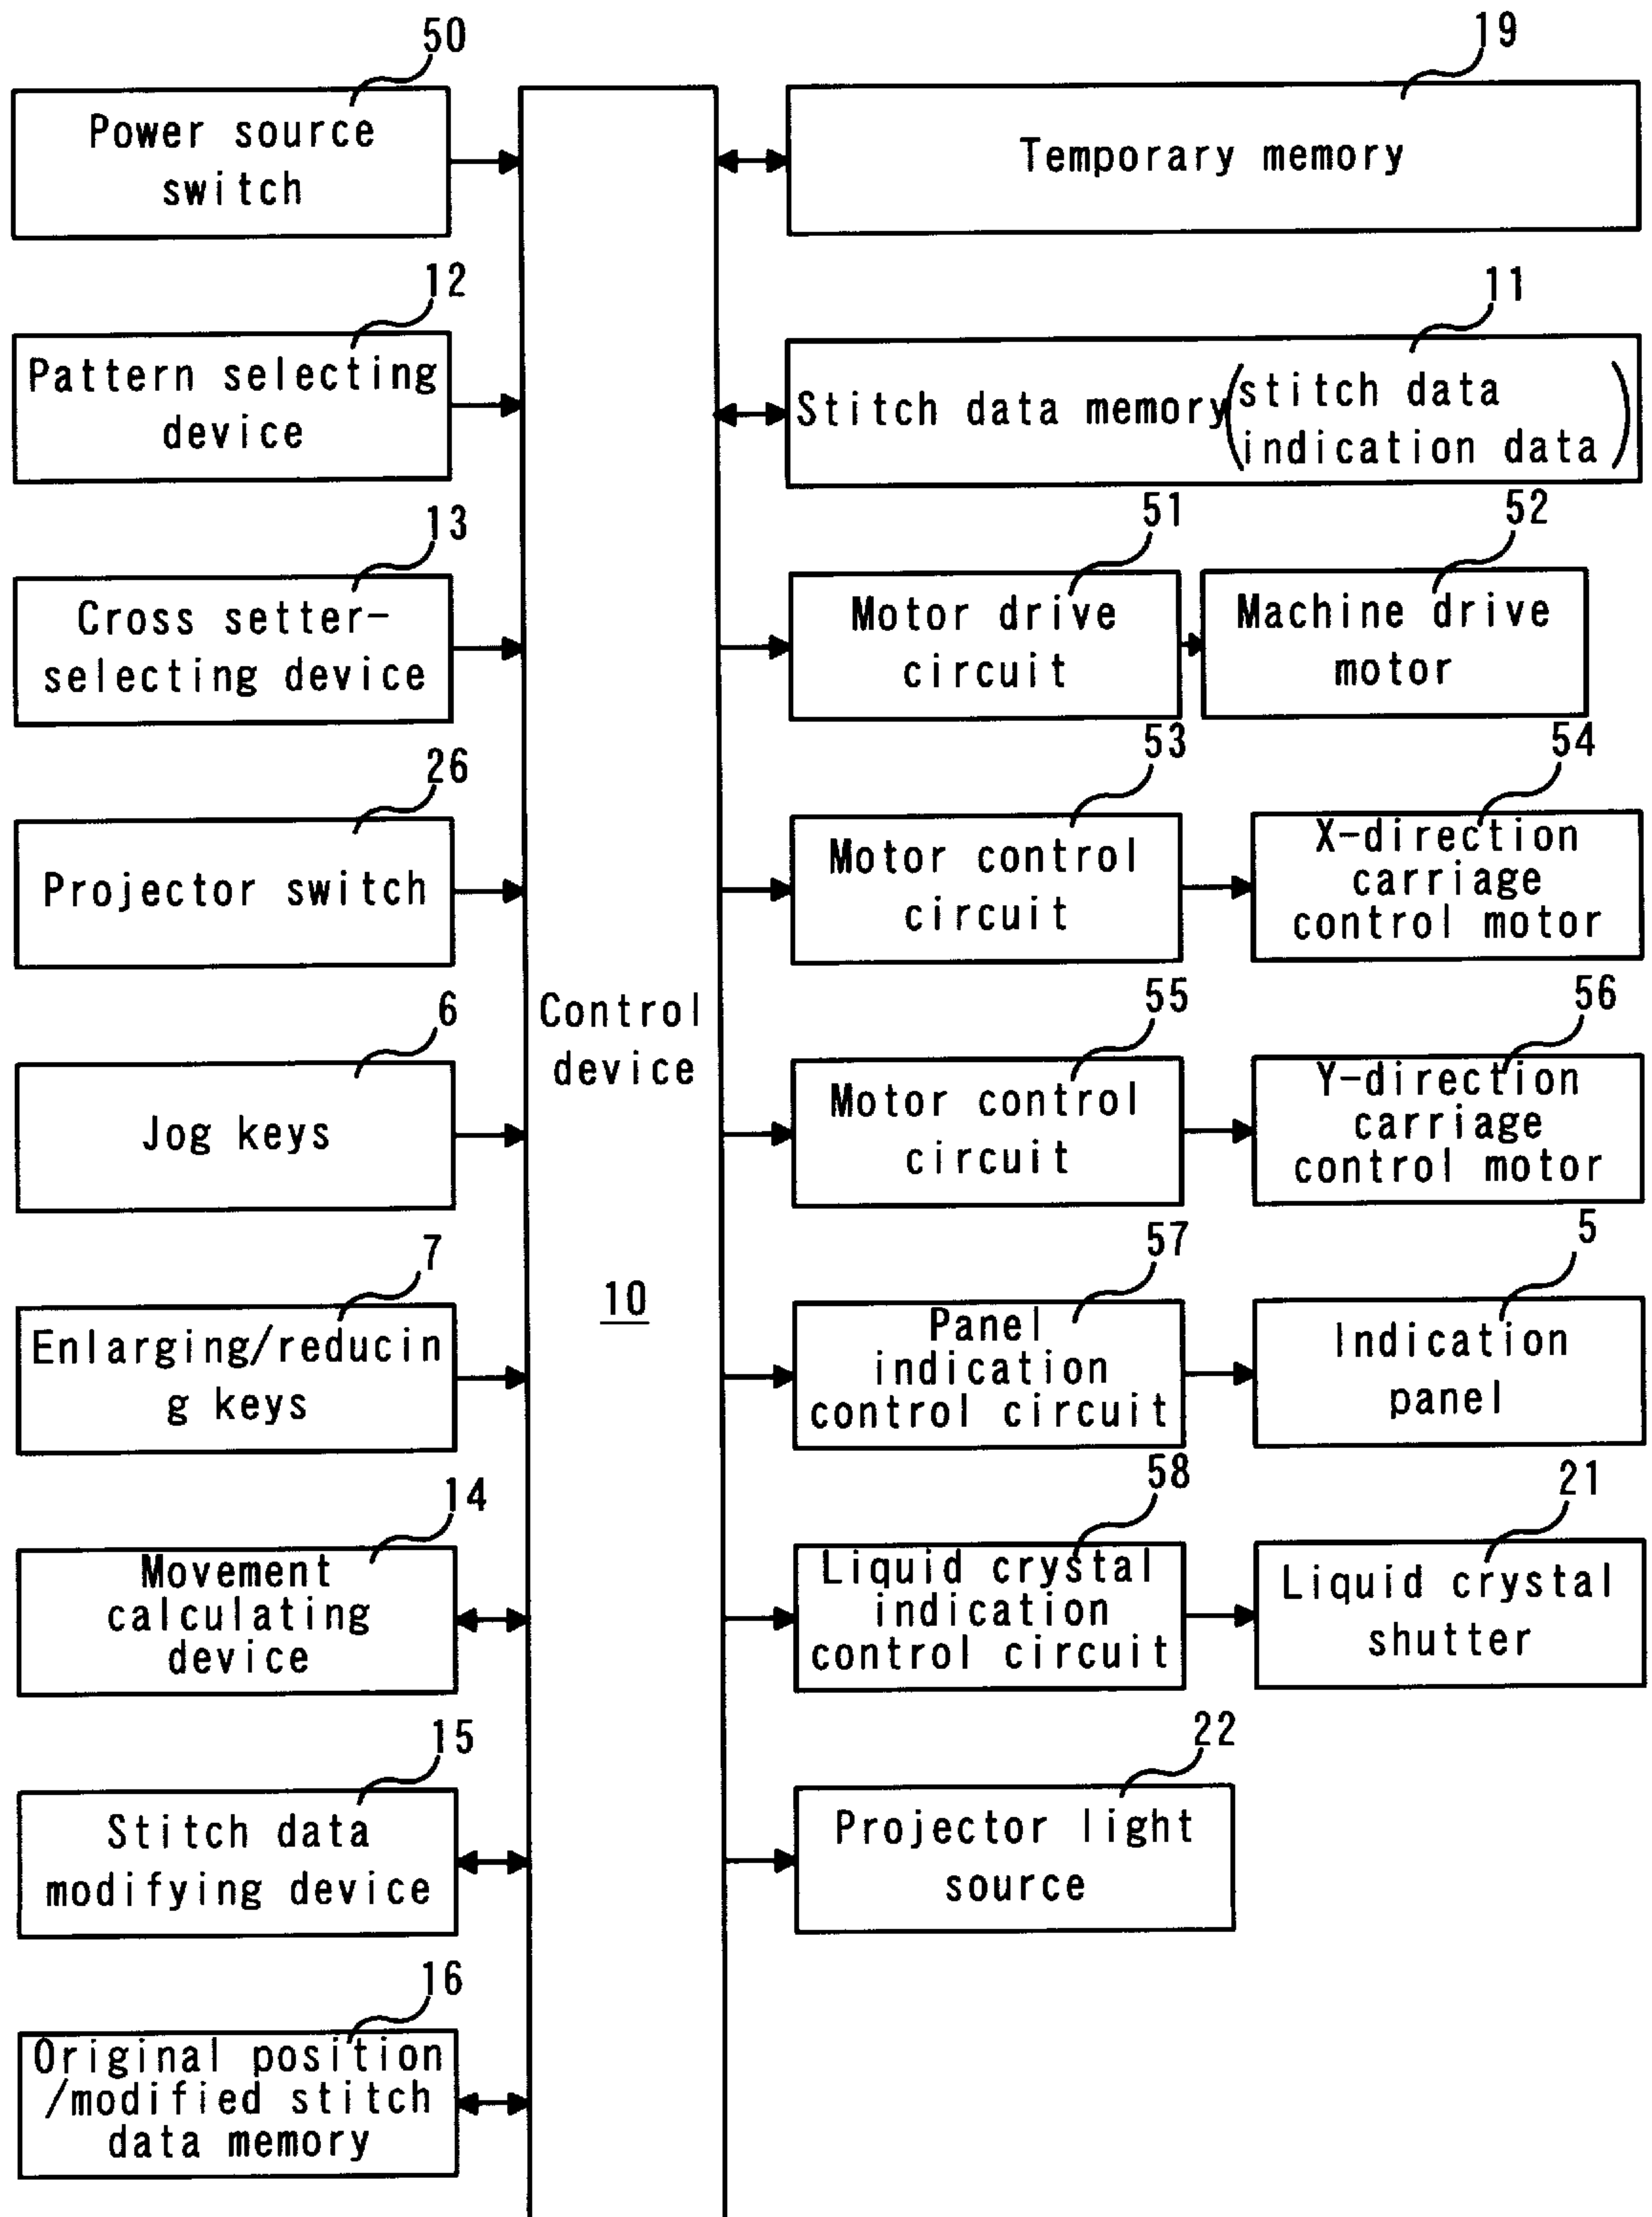 50
Power source
switch
12
Pattern selecting
device
13
Cross setter-
selecting device
26
Projector switch
6
Jog keys
7
Enlarging/reducin
g keys
14
Movement
calculating
device
15
Stitch data
modifying device
16
Original position
/modified stitch
data memory
Control
device
10
19
Temporary memory
11
Stitch data memory(stitch data
indication data)
51
Motor drive
circuit
52
Machine drive
motor
53
Motor control
circuit
54
X-direction
carriage
control motor
55
Motor control
circuit
56
Y-direction
carriage
control motor
57
Panel
indication
control circuit
5
Indication
panel
58
Liquid crystal
indication
control circuit
21
Liquid crystal
shutter
22
Projector light
source